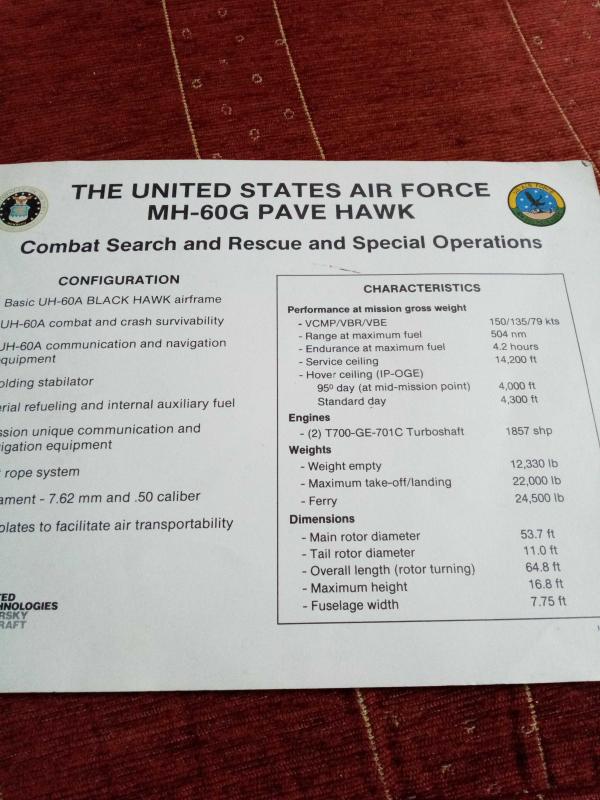 THE UNITED STATES AIR FORCE
MH-60G PAVE HAWK
Combat Search and Rescue and Special Operations
CONFIGURATION
Basic UH-60A BLACK HAWK airframe
UH-60A combat and crash survivability
UH-60A communication and navigation
equipment
olding stabilator
erial refueling and internal auxiliary fuel
ssion unique communication and
igation equipment
rope system
ament - 7.62 mm and .50 caliber
plates to facilitate air transportability
TED
HNOLOGIES
RSKY
RAFT
CHARACTERISTICS
Performance at mission gross weight
- VCMP/VBR/VBE 150/135/79 kts
- Range at maximum fuel 504 nm
- Endurance at maximum fuel 4.2 hours
- Service ceiling 14,200 ft
- Hover ceiling (IP-OGE)
95º day (at mid-mission point) 4,000 ft
Standard day 4,300 ft
Engines
- (2) T700-GE-701C Turboshaft 1857 shp
Weights
- Weight empty 12,330 lb
- Maximum take-off/landing 22,000 lb
- Ferry 24,500 lb
Dimensions
- Main rotor diameter 53.7 ft
- Tail rotor diameter 11.0 ft
- Overall length (rotor turning) 64.8 ft
- Maximum height 16.8 ft
- Fuselage width 7.75 ft